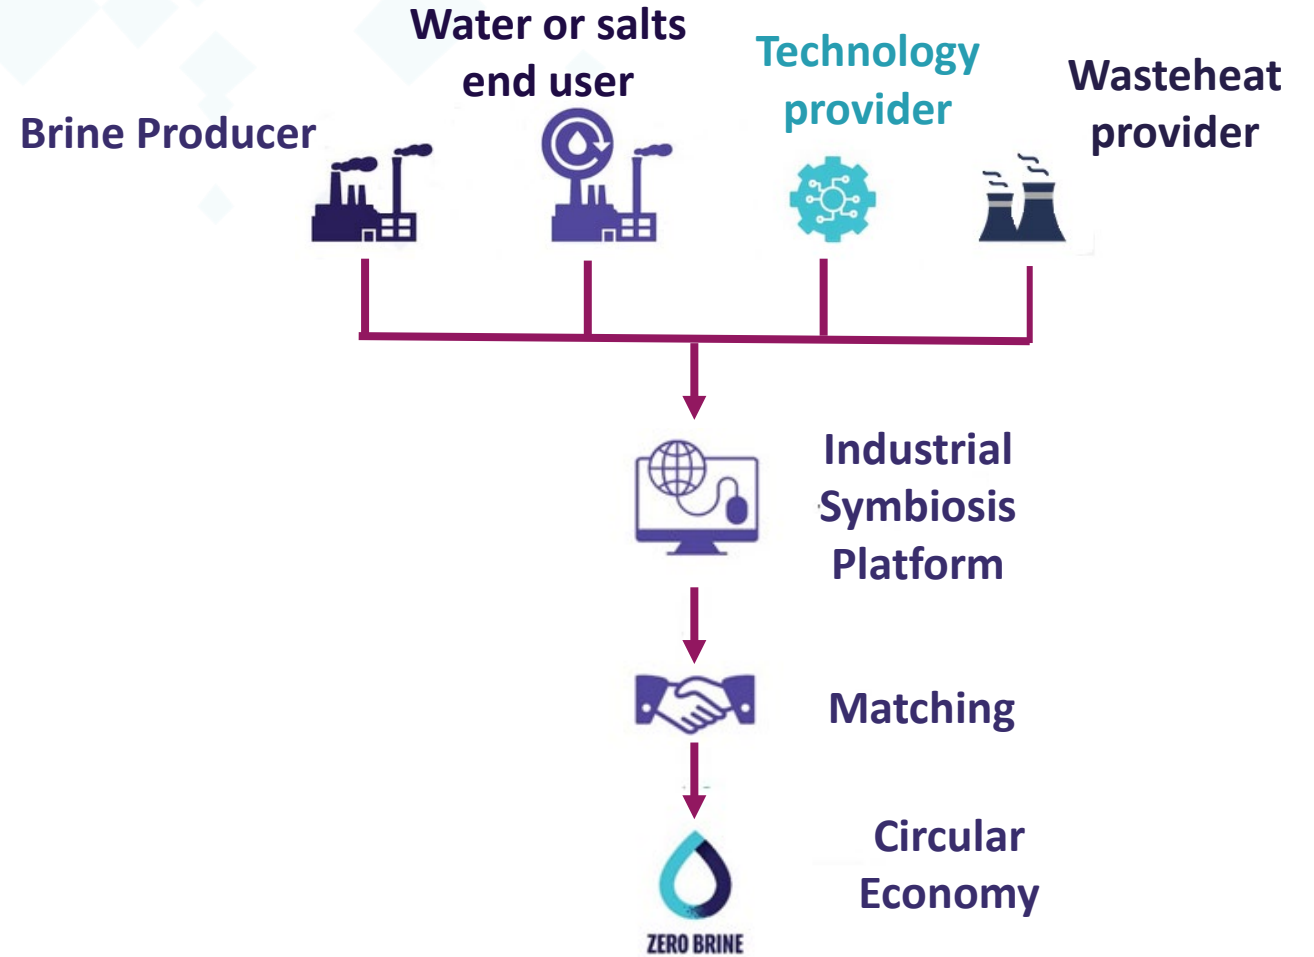 Water or salts
end user
Technology
provider
Wasteheat
provider
Brine Producer
Industrial
Symbiosis
Platform
Matching
Circular
Economy
ZERO BRINE